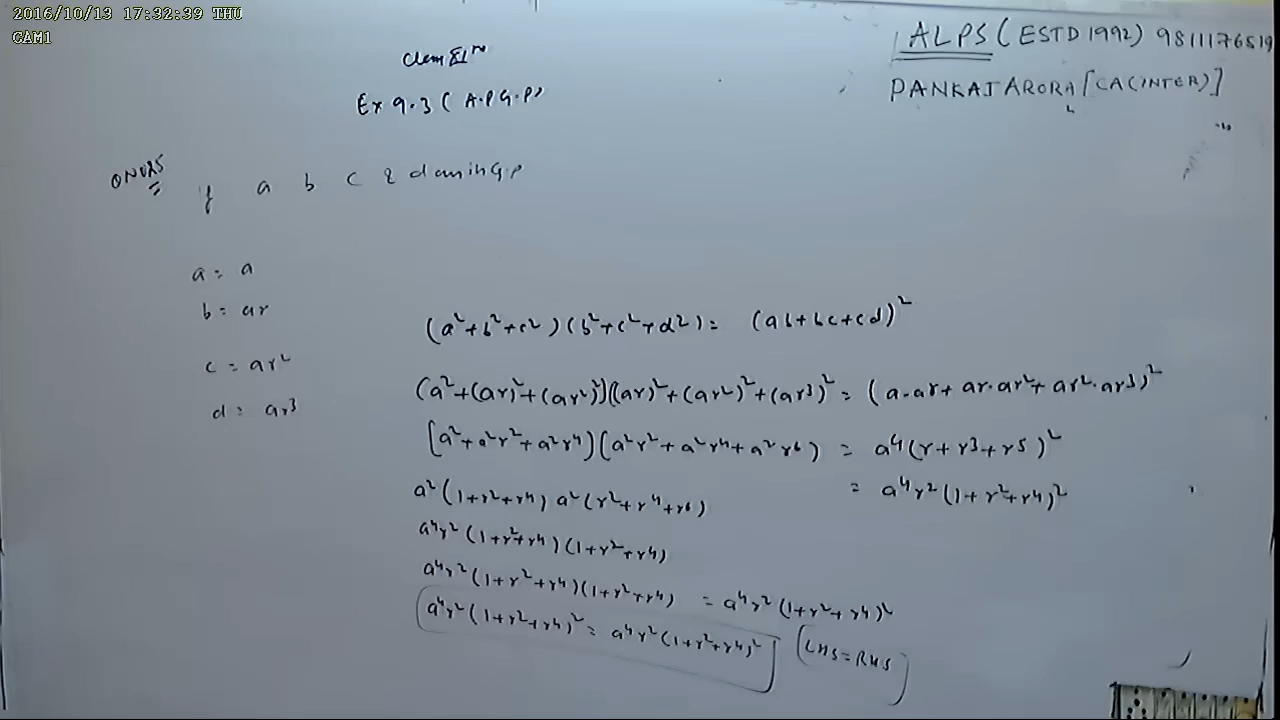 2016/10/13 17:32:39 THU
CAM1
ALPS (ESTD 1992) 9811176519
PANKAJ ARORA [CA(INTER)]
Class XIth
Ex 9.3 ( A.P G.P)
QNO25 If a b c & d are in G.P
a = a
b = ar
c = ar²
d = ar3
(a²+b²+c²)(b²+c²+d2) = (ab+bc+cd)²
(a²+(ar)²+(ar²)²)((ar)²+(ar²)²+(ar3)² = (a.ar+ar.ar²+ar².ar3)²
[a²+a²r²+a²r⁴)(a²r²+a²r⁴+a²r6) = a⁴(r+r3+r5)²
a²(1+r²+r⁴) a²(r²+r⁴+r6) = a⁴r²(1+r²+r⁴)²
a⁴r²(1+r²+r⁴)(1+r²+r⁴)
a⁴r²(1+r²+r⁴)(1+r²+r⁴) = a⁴r²(1+r²+r⁴)²
a⁴r²(1+r²+r⁴)² = a⁴r²(1+r²+r⁴)² (LHS=RHS)